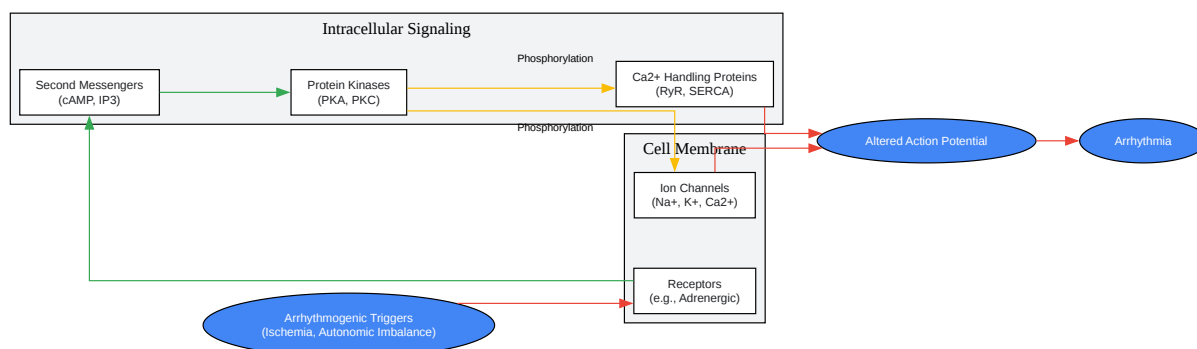 Intracellular Signaling
Phosphorylation
Second Messengers
(cAMP, IP3)
Protein Kinases
(PKA, PKC)
Ca2+ Handling Proteins
(RyR, SERCA)
Phosphorylation
Cell Membrane
Altered Action Potential
Arrhythmia
Ion Channels
(Na+, K+, Ca2+)
Receptors
(e.g., Adrenergic)
Arrhythmogenic Triggers
(Ischemia, Autonomic Imbalance)